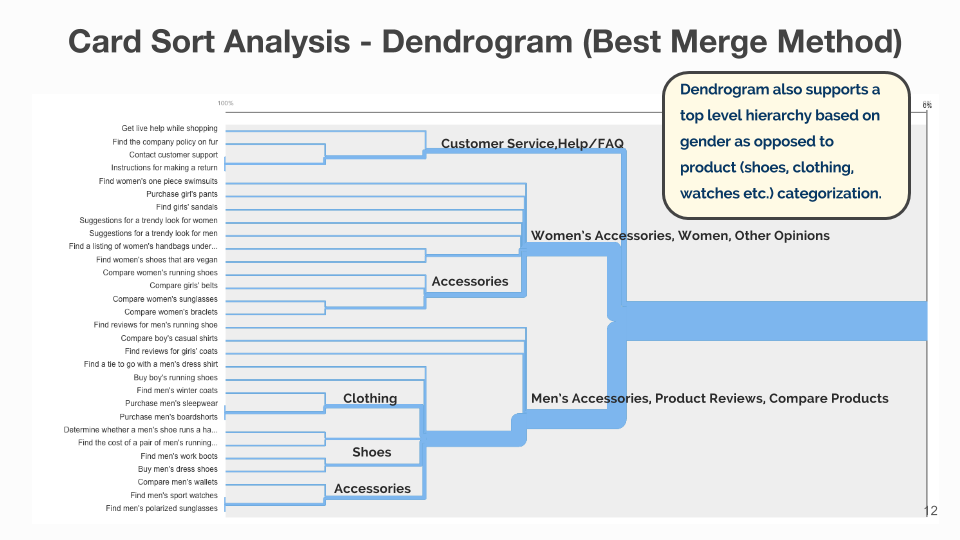 Card Sort Analysis - Dendrogram (Best Merge Method)
Dendrogram also supports a
top level hierarchy based on
gender as opposed to
product (shoes, clothing,
watches etc.) categorization.
100%
0%
Get live help while shopping
Find the company policy on fur
Contact customer support
Instructions for making a return
Find women's one piece swimsuits
Purchase girl's pants
Find girls' sandals
Suggestions for a trendy look for women
Suggestions for a trendy look for men
Find a listing of women's handbags under...
Find women's shoes that are vegan
Compare women's running shoes
Compare girls' belts
Compare women's sunglasses
Compare women's braclets
Find reviews for men's running shoe
Compare boy's casual shirts
Find reviews for girls' coats
Find a tie to go with a men's dress shirt
Buy boy's running shoes
Find men's winter coats
Purchase men's sleepwear
Purchase men's boardshorts
Determine whether a men's shoe runs a ha...
Find the cost of a pair of men's running...
Find men's work boots
Buy men's dress shoes
Compare men's wallets
Find men's sport watches
Find men's polarized sunglasses
Customer Service,Help/FAQ
Women's Accessories, Women, Other Opinions
Accessories
Men's Accessories, Product Reviews, Compare Products
Clothing
Shoes
Accessories
12